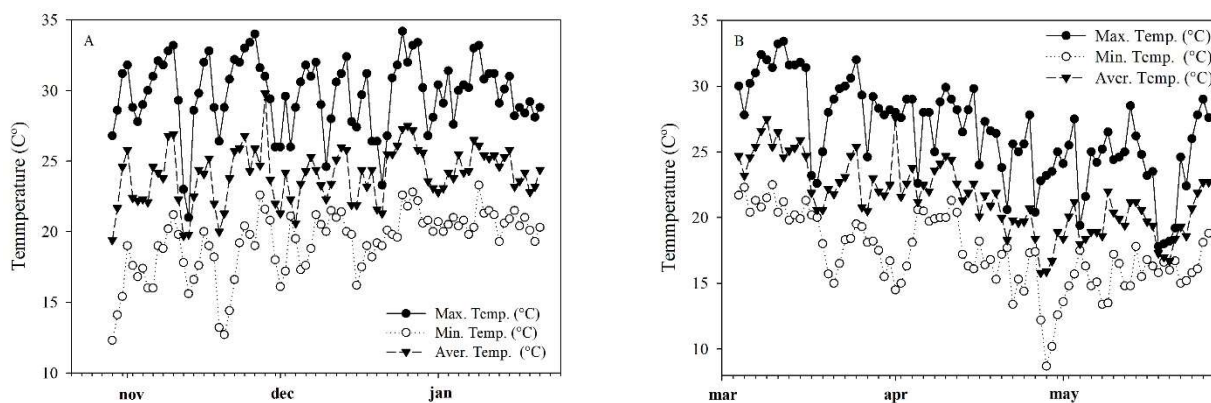 A
35
30
25
20
15
10
Temmperature (C°)
Max. Temp. (°C)
Min. Temp. (°C)
Aver. Temp. (°C)
nov dec jan
B
35
30
25
20
15
10
Temmperature (C°)
Max. Temp. (°C)
Min. Temp. (°C)
Aver. Temp. (°C)
mar apr may